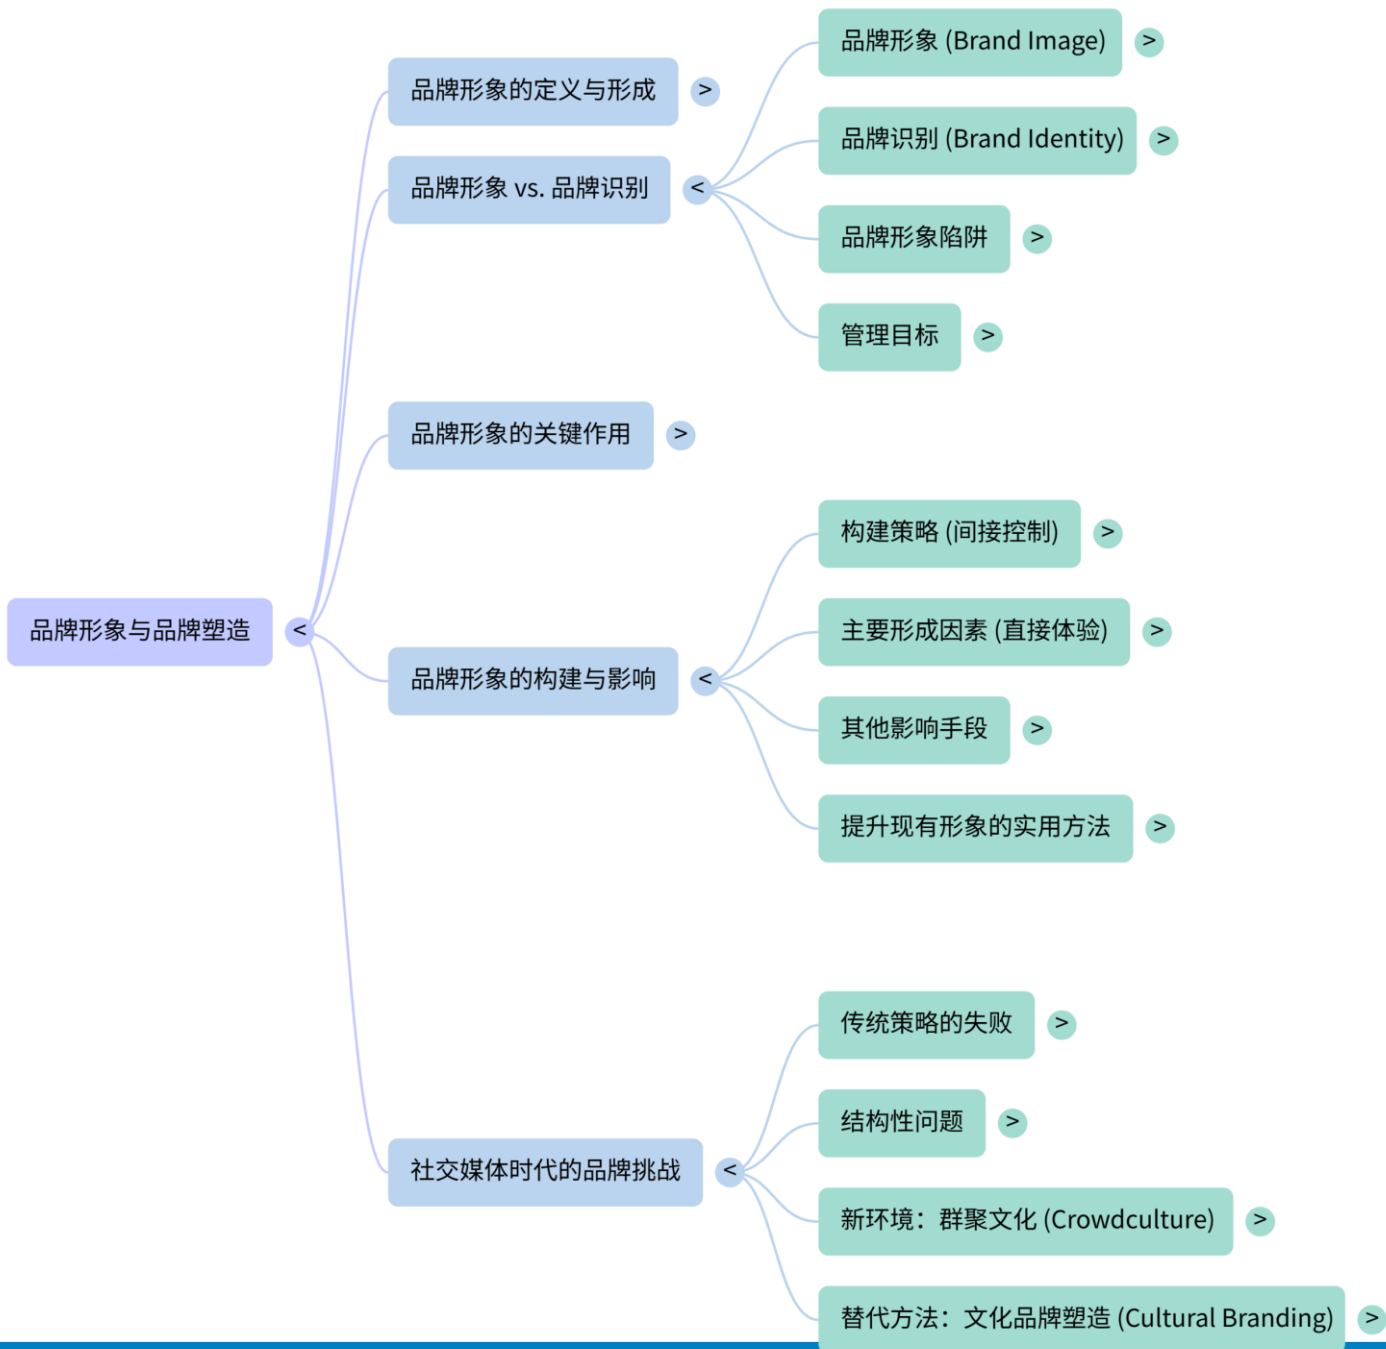 品牌形象与品牌塑造
<
品牌形象的定义与形成
>
品牌形象 vs. 品牌识别
<
品牌形象 (Brand Image)
>
品牌识别 (Brand Identity)
>
品牌形象陷阱
>
管理目标
>
品牌形象的关键作用
>
品牌形象的构建与影响
<
构建策略 (间接控制)
>
主要形成因素 (直接体验)
>
其他影响手段
>
提升现有形象的实用方法
>
社交媒体时代的品牌挑战
<
传统策略的失败
>
结构性问题
>
新环境：群聚文化 (Crowdculture)
>
替代方法：文化品牌塑造 (Cultural Branding)
>